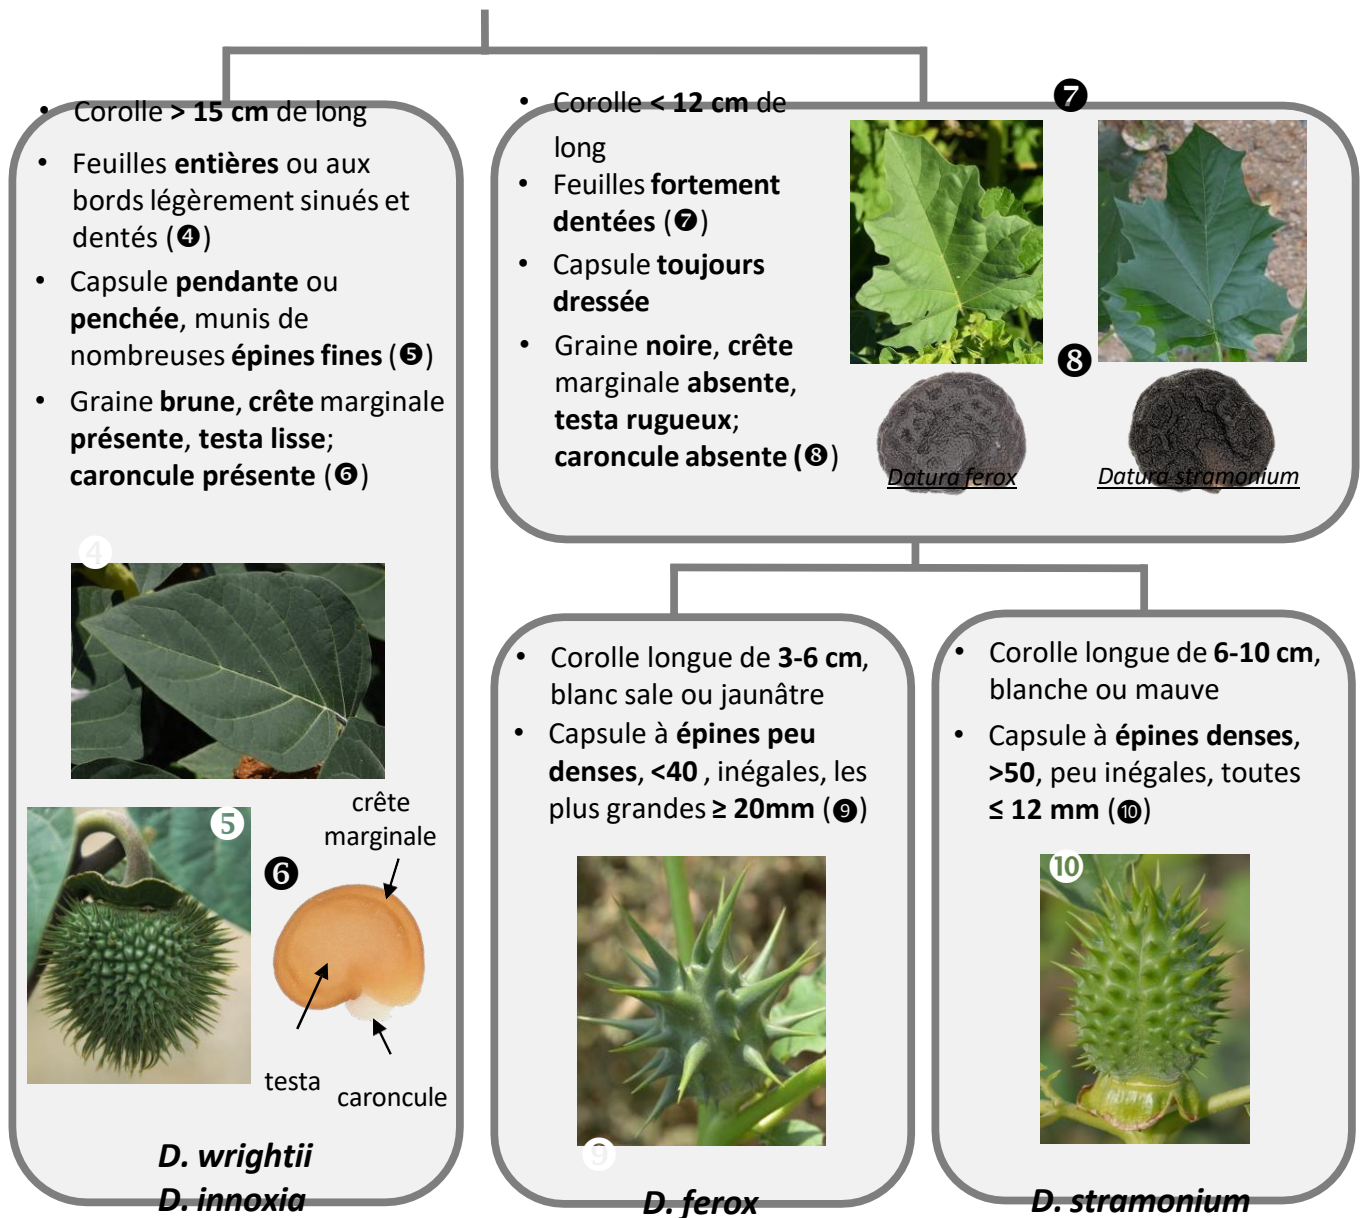 • Corolle > 15 cm de long
• Feuilles entières ou aux
bords légèrement sinués et
dentés (❹)
• Capsule pendante ou
penchée, munis de
nombreuses épines fines (❺)
• Graine brune, crête marginale
présente, testa lisse;
caroncule présente (❻)
❹
❺
❻
crête
marginale
testa
caroncule
D. wrightii
D. innoxia
• Corolle < 12 cm de
long
• Feuilles fortement
dentées (❼)
• Capsule toujours
dressée
• Graine noire, crête
marginale absente,
testa rugueux;
caroncule absente (❽)
❼
❽
Datura ferox
Datura stramonium
• Corolle longue de 3-6 cm,
blanc sale ou jaunâtre
• Capsule à épines peu
denses, <40 , inégales, les
plus grandes ≥ 20mm (❾)
❾
D. ferox
• Corolle longue de 6-10 cm,
blanche ou mauve
• Capsule à épines denses,
>50, peu inégales, toutes
≤ 12 mm (❿)
❿
D. stramonium